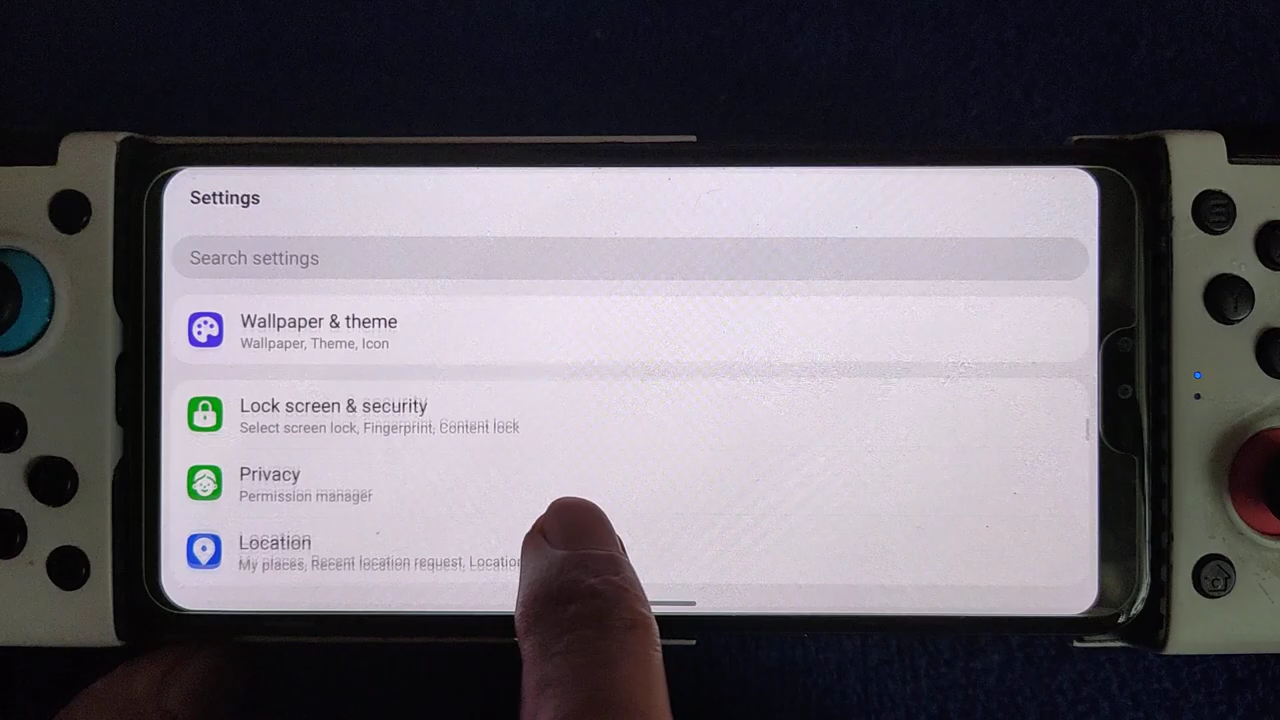 Settings
Search settings
Wallpaper & theme
Wallpaper, Theme, Icon
Lock screen & security
Select screen lock, Fingerprint, Content lock
Privacy
Permission manager
Location
My places, Recent location request, Location